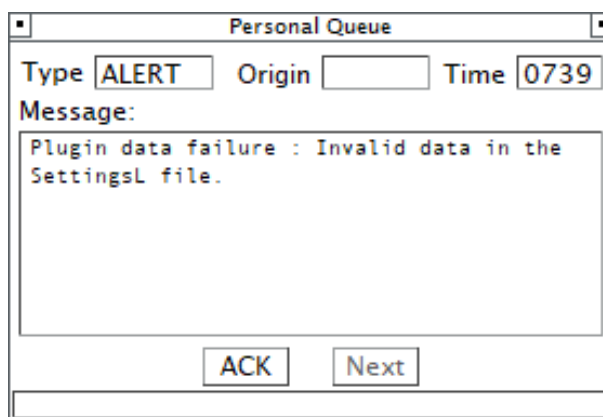 Personal Queue
Type ALERT Origin Time 0739
Message:
Plugin data failure : Invalid data in the
SettingsL file.
ACK Next